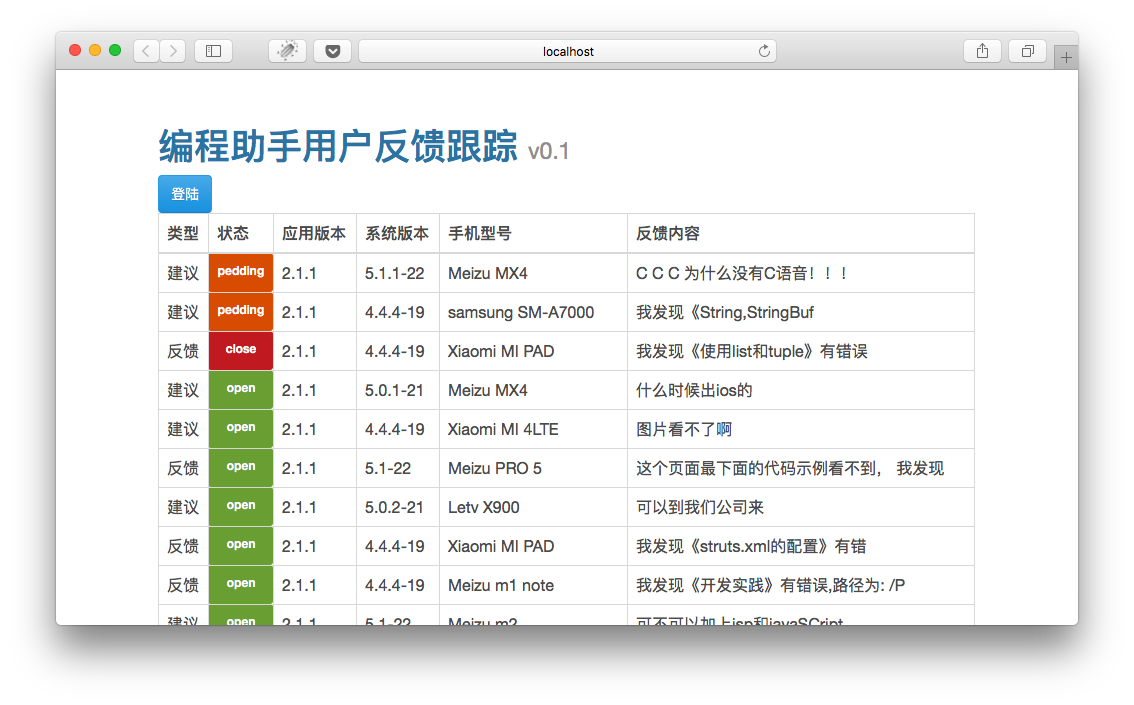 localhost
编程助手用户反馈跟踪 v0.1
登陆
类型 状态 应用版本 系统版本 手机型号 反馈内容
建议 pedding 2.1.1 5.1.1-22 Meizu MX4 C C C 为什么没有C语音！！！
建议 pedding 2.1.1 4.4.4-19 samsung SM-A7000 我发现《String,StringBuf
反馈 close 2.1.1 4.4.4-19 Xiaomi MI PAD 我发现《使用list和tuple》有错误
建议 open 2.1.1 5.0.1-21 Meizu MX4 什么时候出ios的
建议 open 2.1.1 4.4.4-19 Xiaomi MI 4LTE 图片看不了啊
反馈 open 2.1.1 5.1-22 Meizu PRO 5 这个页面最下面的代码示例看不到， 我发现
建议 open 2.1.1 5.0.2-21 Letv X900 可以到我们公司来
反馈 open 2.1.1 4.4.4-19 Xiaomi MI PAD 我发现《struts.xml的配置》有错
反馈 open 2.1.1 4.4.4-19 Meizu m1 note 我发现《开发实践》有错误,路径为: /P
建议 open 2.1.1 5.1-22 Meizu m2 可不可以加上jsp和javaSCript